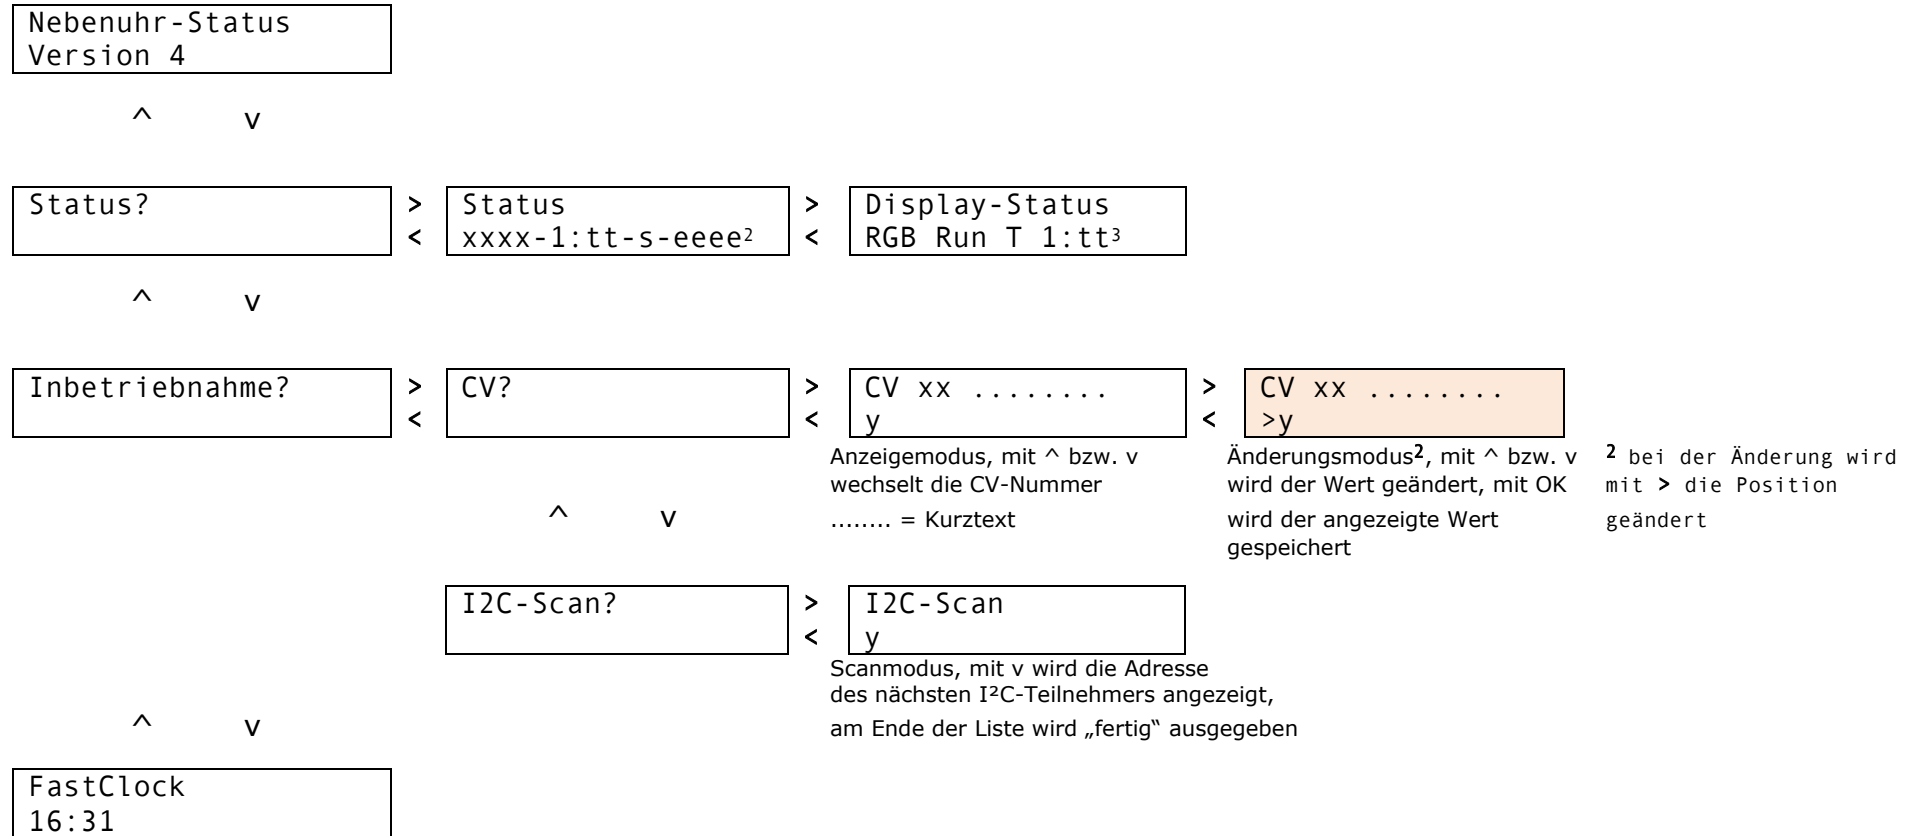 Nebenuhr-Status
Version 4
^ v
Status? > Status > Display-Status
< xxxx-1:tt-s-eeee² < RGB Run T 1:tt³
^ v
Inbetriebnahme? > CV? > CV xx ........ > CV xx ........
< < y < >y
Anzeigemodus, mit ^ bzw. v
wechselt die CV-Nummer
........ = Kurztext
Änderungsmodus², mit ^ bzw. v
wird der Wert geändert, mit OK
wird der angezeigte Wert
gespeichert
² bei der Änderung wird
mit > die Position
geändert
^ v
I2C-Scan? > I2C-Scan
< y
Scanmodus, mit v wird die Adresse
des nächsten I²C-Teilnehmers angezeigt,
am Ende der Liste wird „fertig“ ausgegeben
^ v
FastClock
16:31